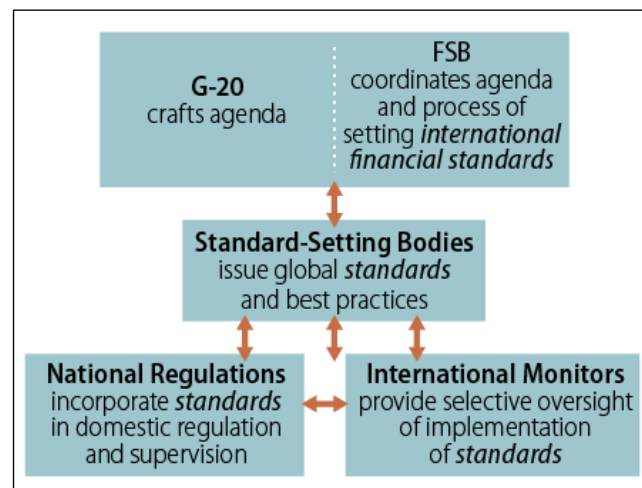 G-20
crafts agenda
FSB
coordinates agenda
and process of
setting international
financial standards
Standard-Setting Bodies
issue global standards
and best practices
National Regulations
incorporate standards
in domestic regulation
and supervision
International Monitors
provide selective oversight
of implementation
of standards